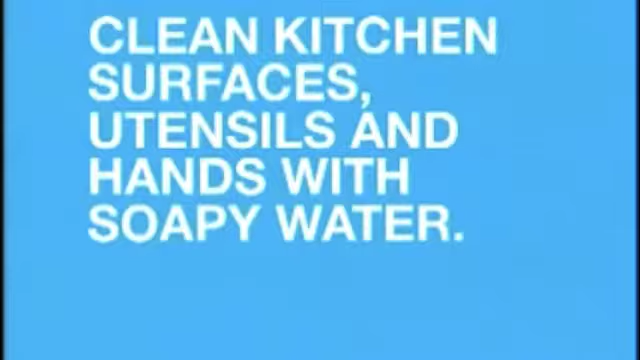 CLEAN KITCHEN
SURFACES,
UTENSILS AND
HANDS WITH
SOAPY WATER.